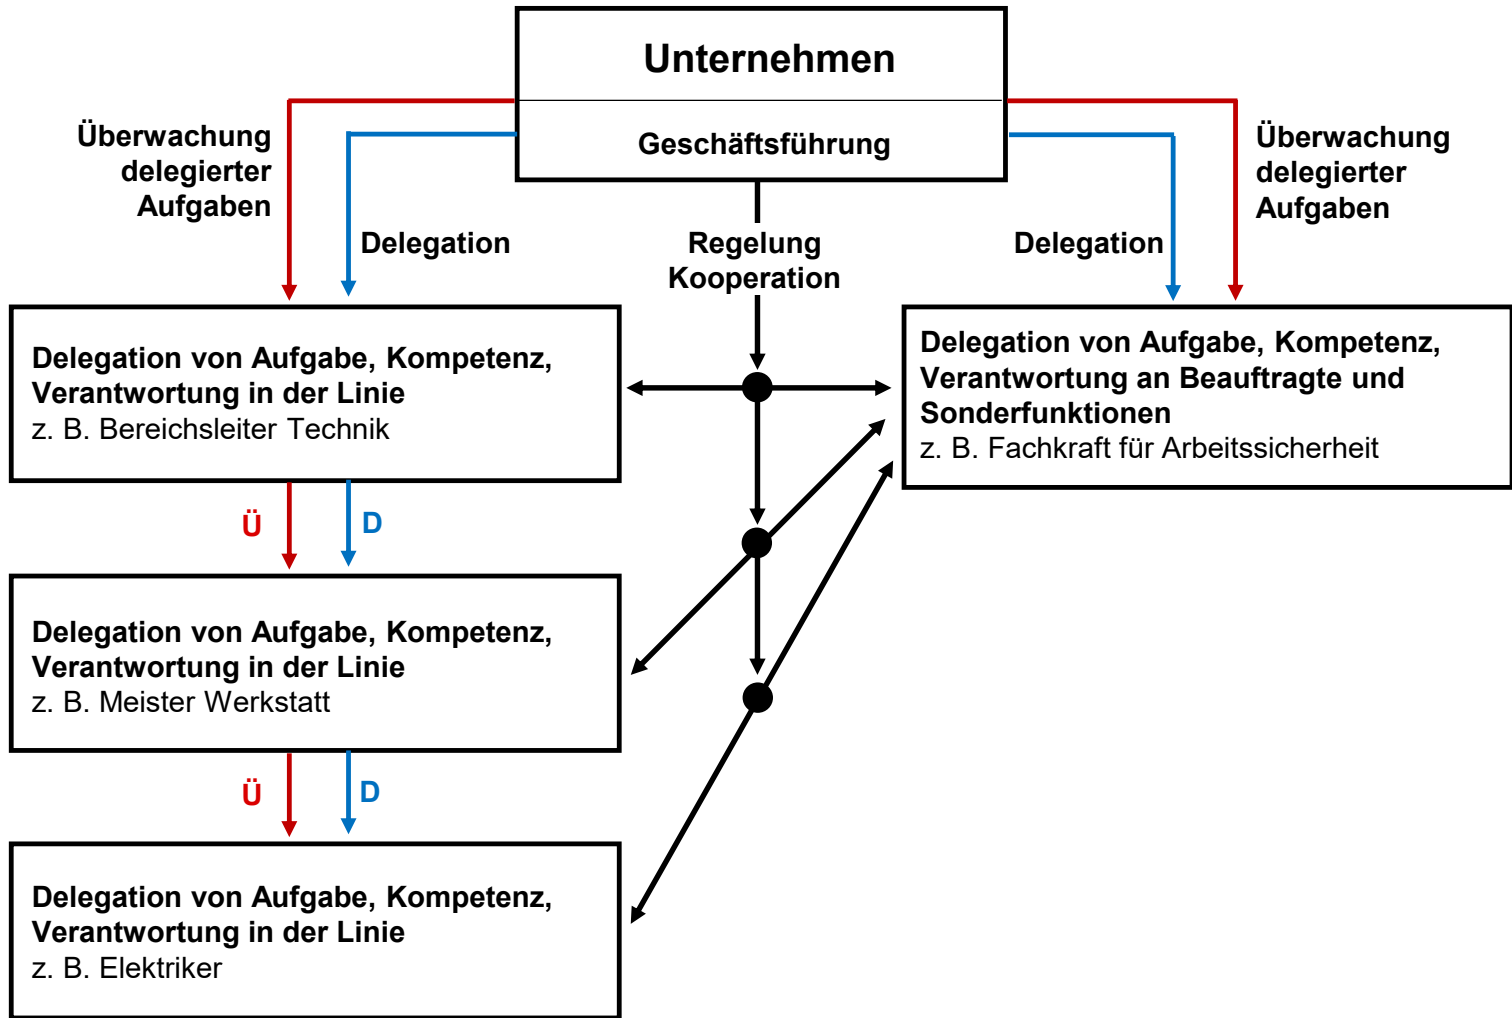 Unternehmen
Geschäftsführung
Überwachung
delegierter
Aufgaben
Delegation
Regelung
Kooperation
Delegation
Überwachung
delegierter
Aufgaben
Delegation von Aufgabe, Kompetenz,
Verantwortung in der Linie
z. B. Bereichsleiter Technik
Delegation von Aufgabe, Kompetenz,
Verantwortung an Beauftragte und
Sonderfunktionen
z. B. Fachkraft für Arbeitssicherheit
Ü
D
Delegation von Aufgabe, Kompetenz,
Verantwortung in der Linie
z. B. Meister Werkstatt
Ü
D
Delegation von Aufgabe, Kompetenz,
Verantwortung in der Linie
z. B. Elektriker